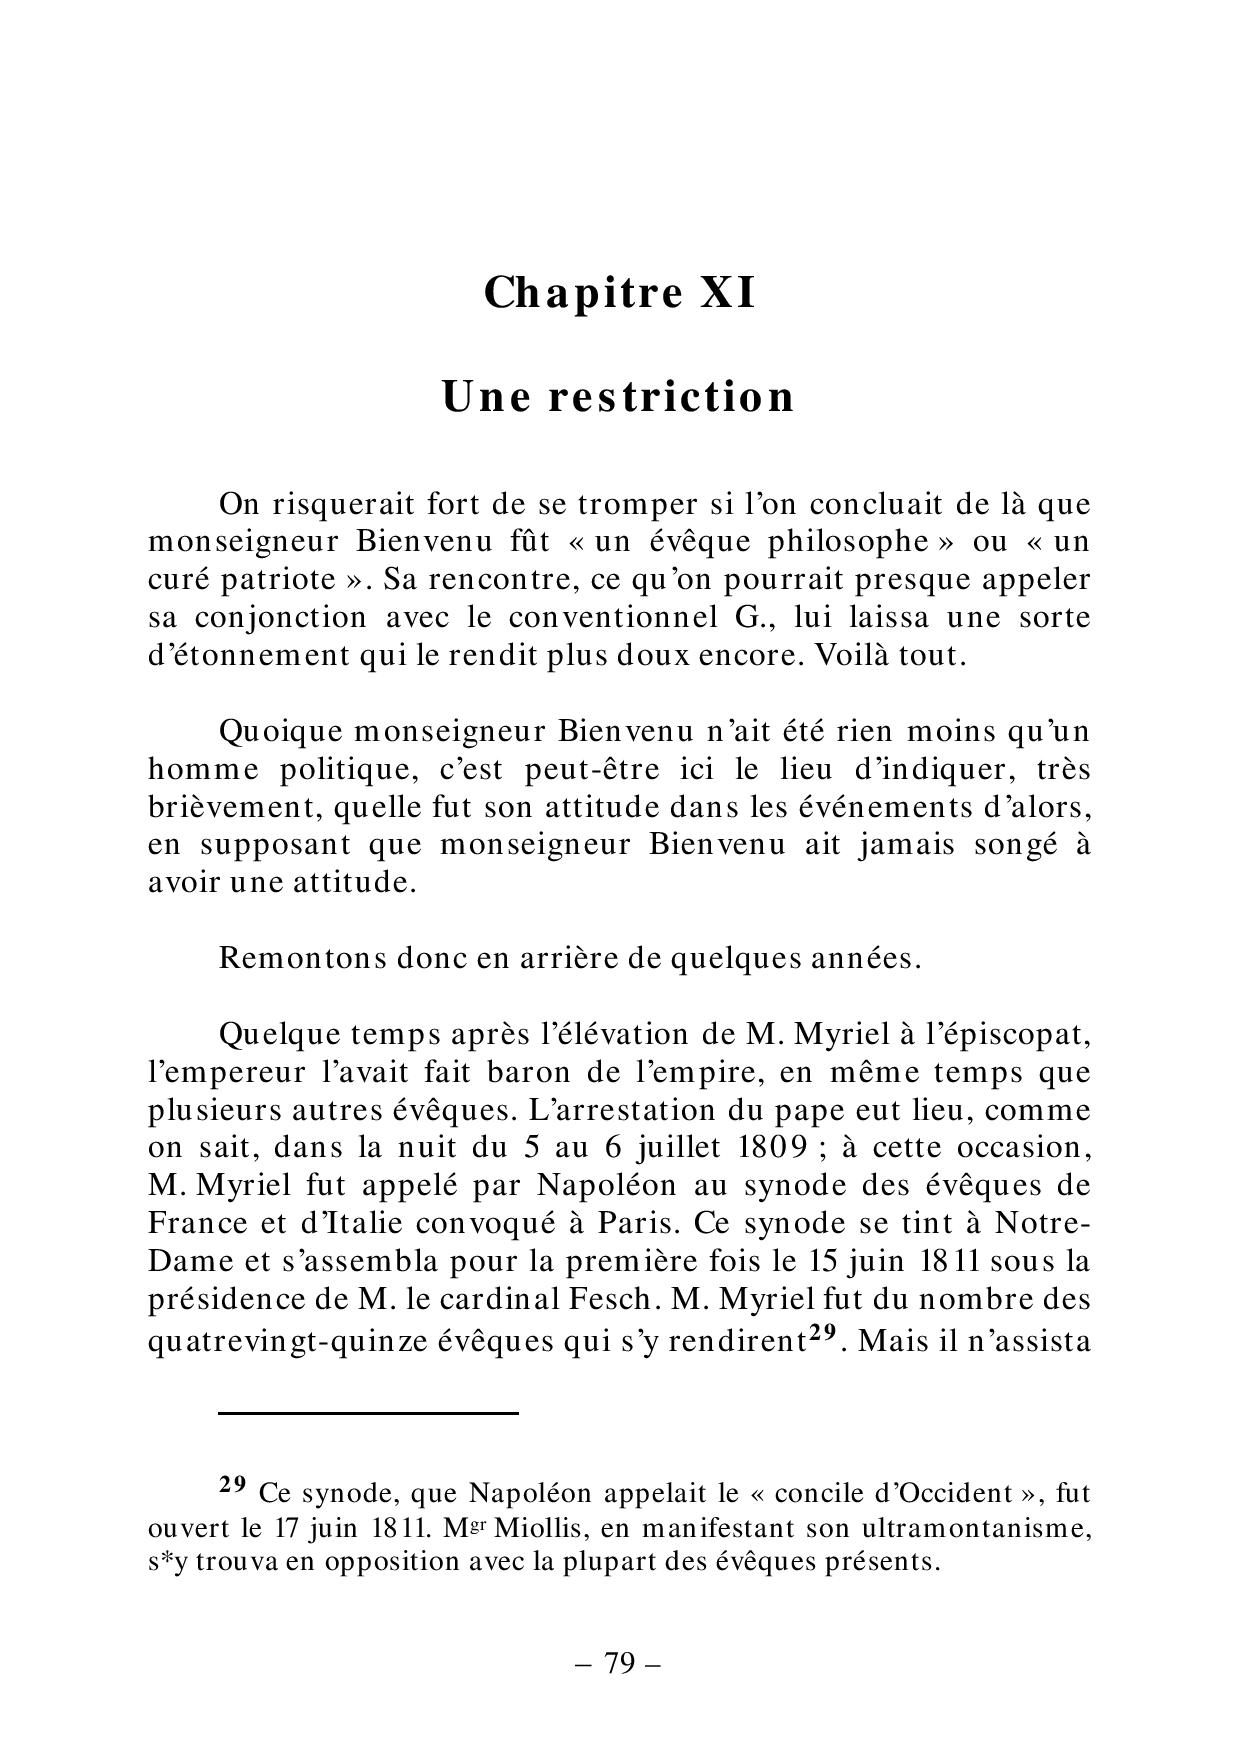 Chapitre XI
Une restriction
On risquerait fort de se tromper si l’on concluait de là que
monseigneur Bienvenu fût « un évêque philosophe » ou « un
curé patriote ». Sa rencontre, ce qu’on pourrait presque appeler
sa conjonction avec le conventionnel G., lui laissa une sorte
d’étonnement qui le rendit plus doux encore. Voilà tout.
Quoique monseigneur Bienvenu n’ait été rien moins qu’un
homme politique, c’est peut-être ici le lieu d’indiquer, très
brièvement, quelle fut son attitude dans les événements d’alors,
en supposant que monseigneur Bienvenu ait jamais songé à
avoir une attitude.
Remontons donc en arrière de quelques années.
Quelque temps après l’élévation de M. Myriel à l’épiscopat,
l’empereur l’avait fait baron de l’empire, en même temps que
plusieurs autres évêques. L’arrestation du pape eut lieu, comme
on sait, dans la nuit du 5 au 6 juillet 1809 ; à cette occasion,
M. Myriel fut appelé par Napoléon au synode des évêques de
France et d’Italie convoqué à Paris. Ce synode se tint à Notre-
Dame et s’assembla pour la première fois le 15 juin 1811 sous la
présidence de M. le cardinal Fesch. M. Myriel fut du nombre des
quatrevingt-quinze évêques qui s’y rendirent29. Mais il n’assista
29 Ce synode, que Napoléon appelait le « concile d’Occident », fut
ouvert le 17 juin 1811. Mgr Miollis, en manifestant son ultramontanisme,
s*y trouva en opposition avec la plupart des évêques présents.
– 79 –